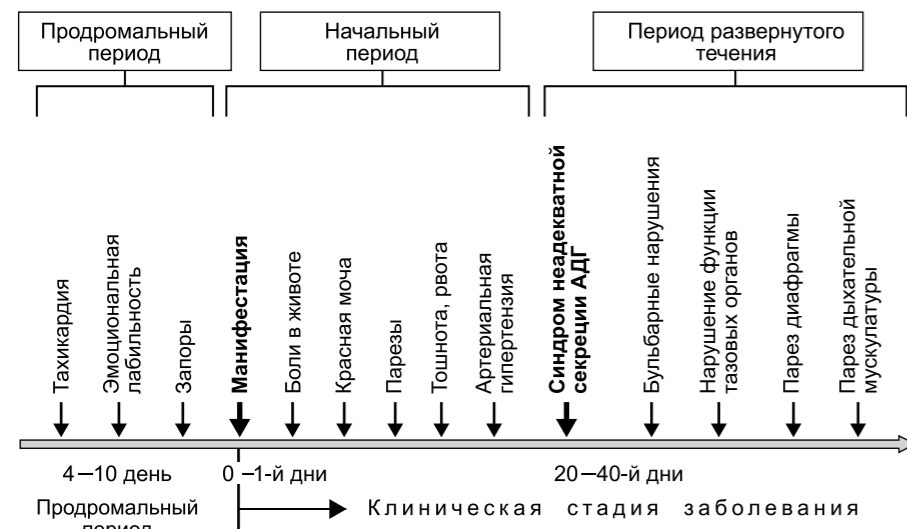 Продромальный
период
Начальный
период
Период развернутого
течения
Тахикардия
Эмоциональная
лабильность
Запоры
Манифестация
Боли в животе
Красная моча
Парезы
Тошнота, рвота
Артериальная
гипертензия
Синдром неадекватной
секреции АДГ
Бульбарные нарушения
Нарушение функции
тазовых органов
Парез диафрагмы
Парез дыхательной
мускулатуры
4—10 день
0 —1-й дни
20—40-й дни
Продромальный
период
Клиническая стадия заболевания